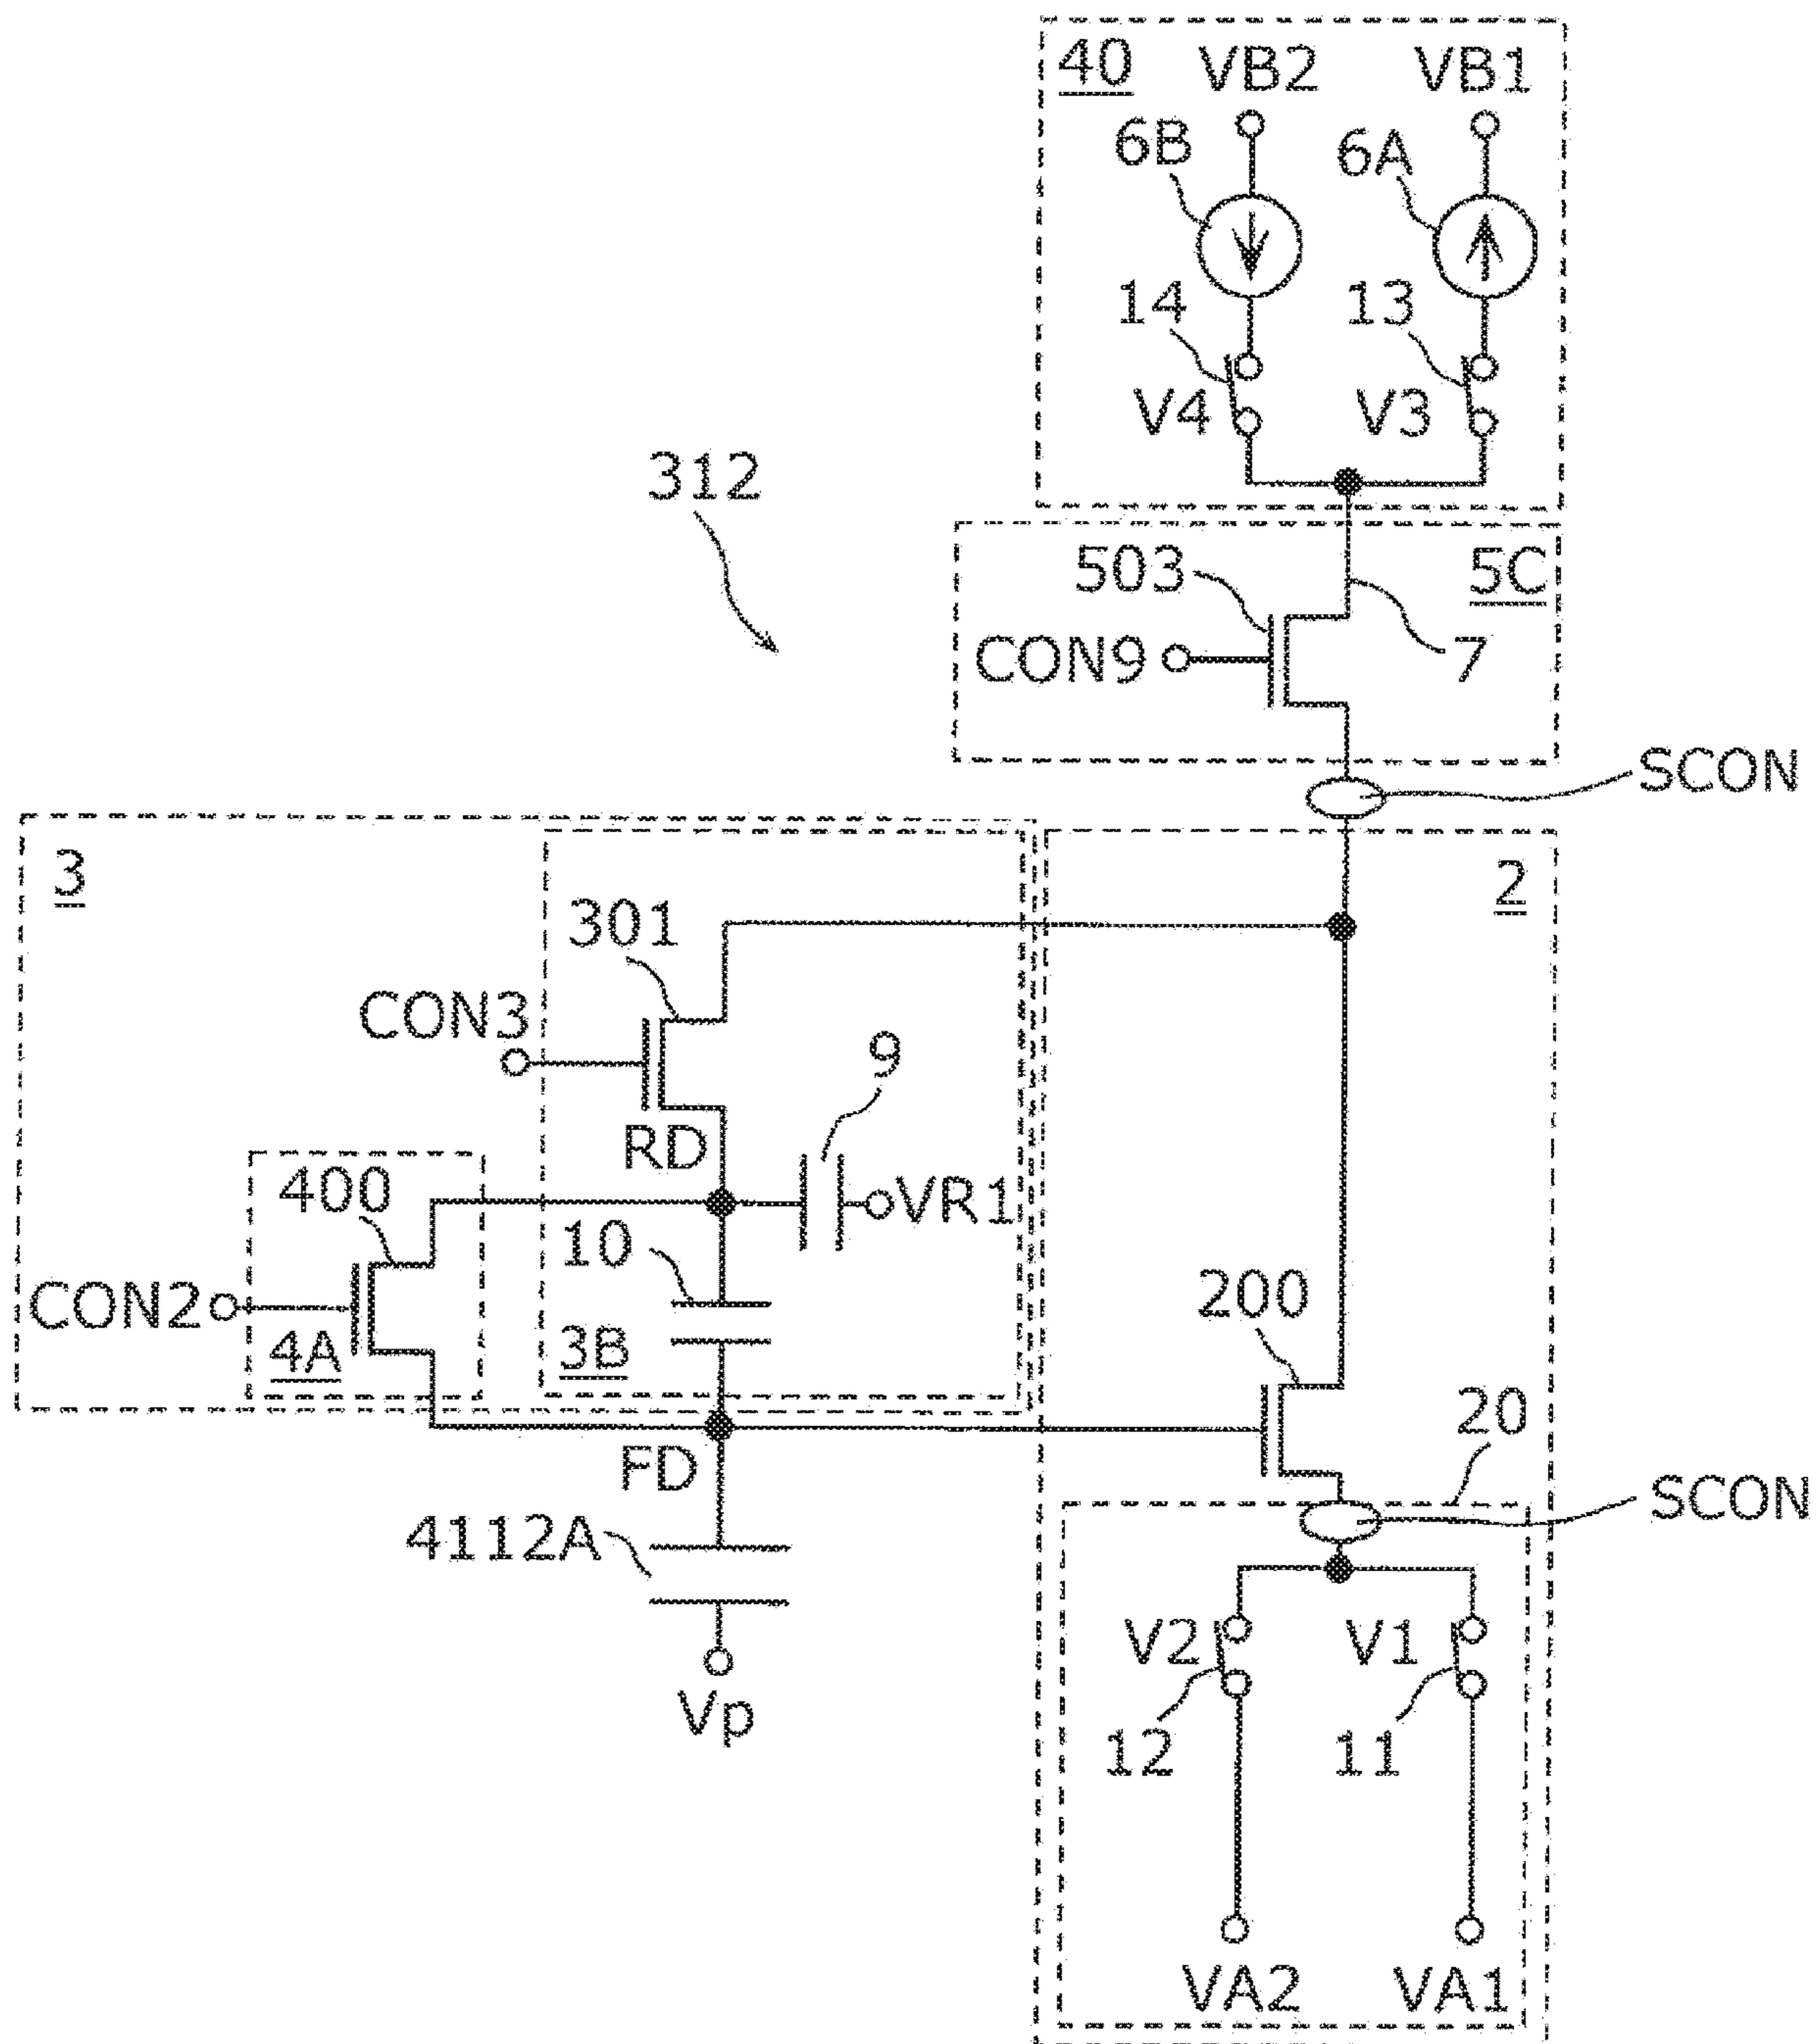 40
VB2
VB1
6B
6A
14
13
V4
V3
312
503
5C
CON9
7
SCON
3
2
301
CON3
9
RD
400
VR1
10
200
CON2
4A
3B
20
FD
SCON
4112A
V2
V1
Vp
12
11
VA2
VA1